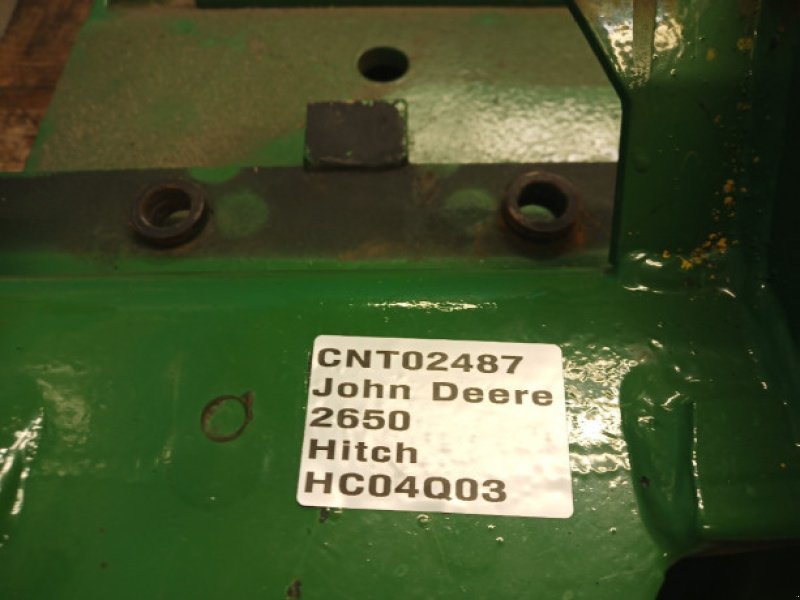 CNT02487
John Deere
2650
Hitch
HC04Q03